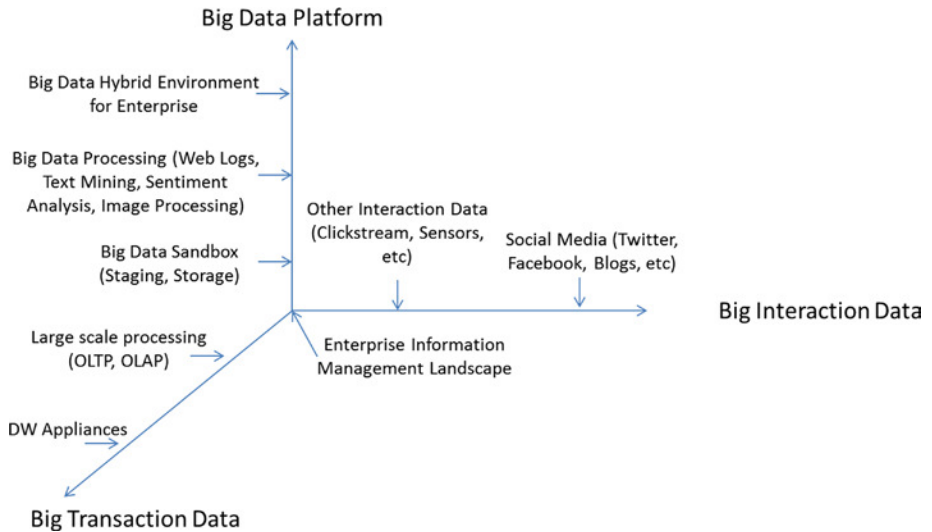 Big Data Platform
Big Data Hybrid Environment
for Enterprise
Big Data Processing (Web Logs,
Text Mining, Sentiment
Analysis, Image Processing)
Other Interaction Data
(Clickstream, Sensors,
etc)
Social Media (Twitter,
Facebook, Blogs, etc)
Big Data Sandbox
(Staging, Storage)
Big Interaction Data
Large scale processing
(OLTP, OLAP)
Enterprise Information
Management Landscape
DW Appliances
Big Transaction Data